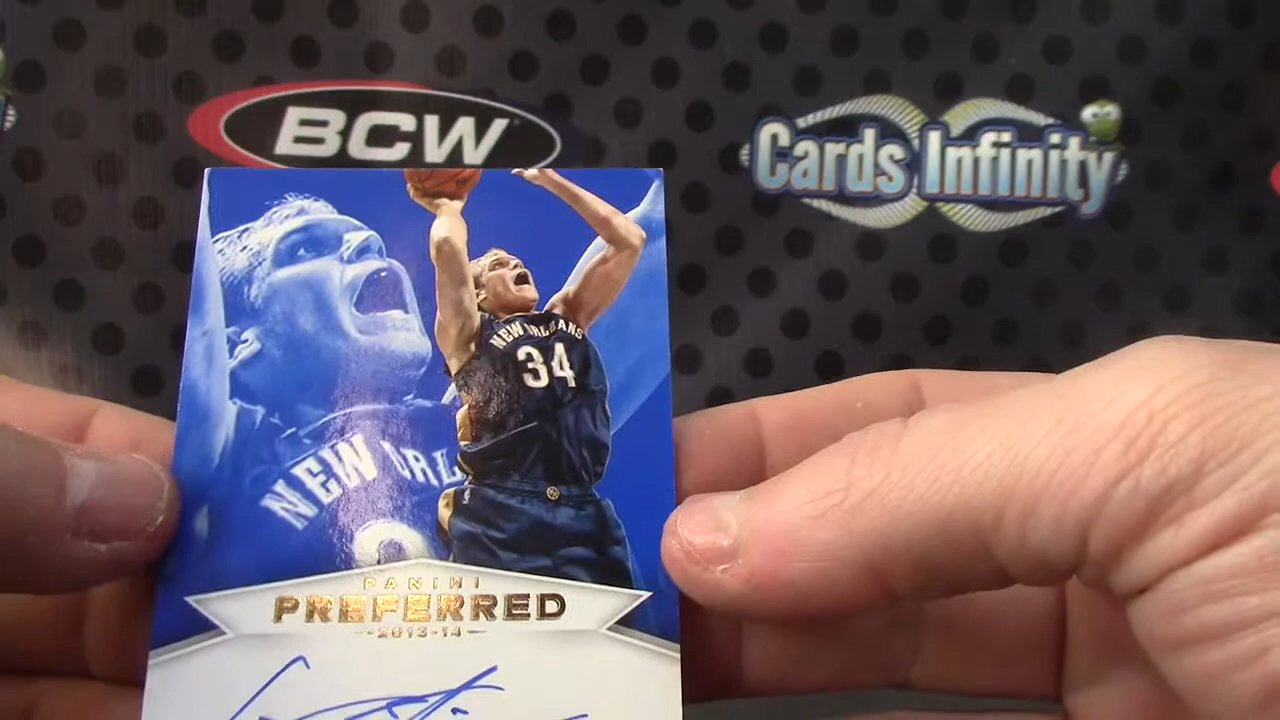 BCW
Cards Infinity
NEW ORLEANS
34
NEW ORL
PANINI
PREFERRED
2013-14